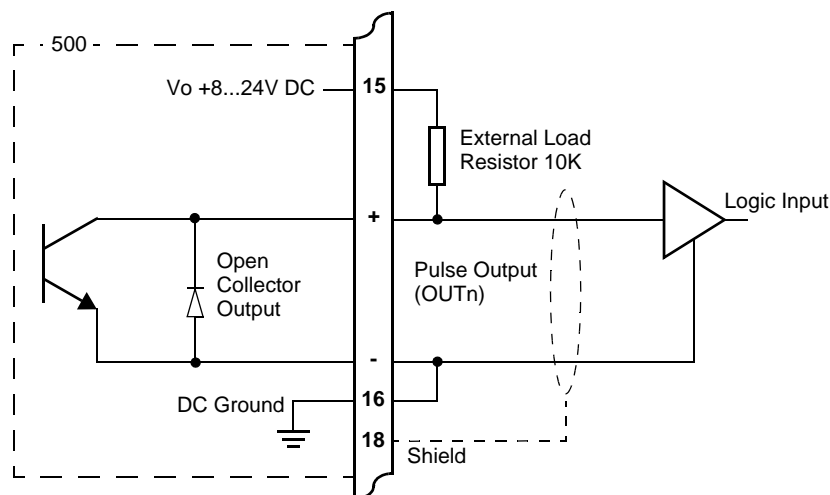 500
Vo +8...24V DC
15
External Load
Resistor 10K
+
Logic Input
Open
Collector
Output
Pulse Output
(OUTn)
-
DC Ground
16
18
Shield